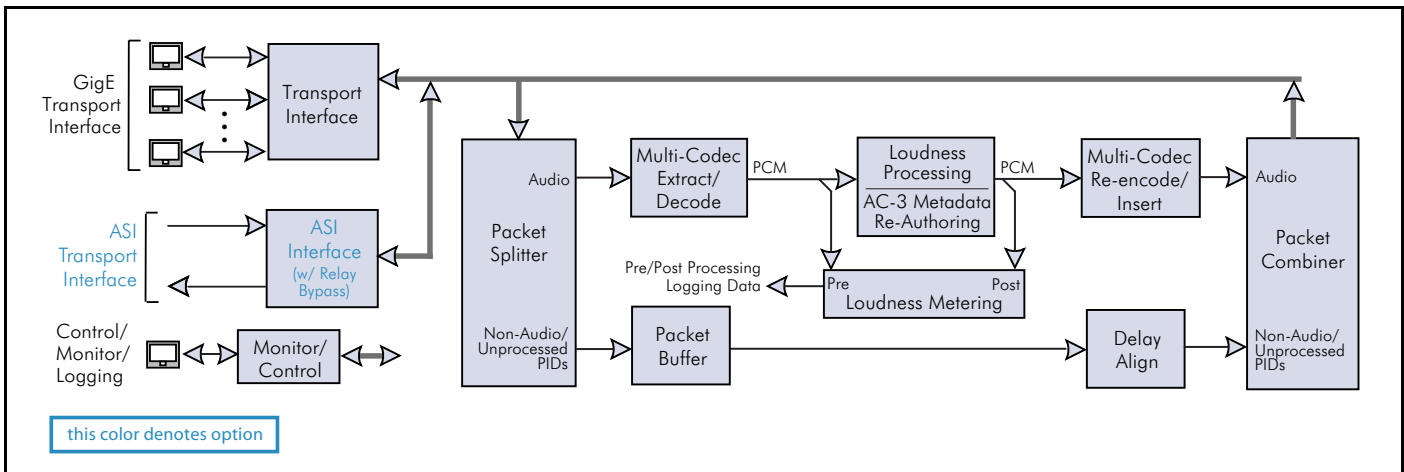 GigE
Transport
Interface
Transport
Interface
ASI
Transport
Interface
ASI
Interface
(w/ Relay
Bypass)
Control/
Monitor/
Logging
Monitor/
Control
this color denotes option
Audio
Packet
Splitter
Non-Audio/
Unprocessed
PIDs
Multi-Codec
Extract/
Decode
PCM
Loudness
Processing
AC-3 Metadata
Re-Authoring
PCM
Multi-Codec
Re-encode/
Insert
Pre/Post Processing
Logging Data
Pre
Post
Loudness Metering
Packet
Buffer
Delay
Align
Audio
Packet
Combiner
Non-Audio/
Unprocessed
PIDs